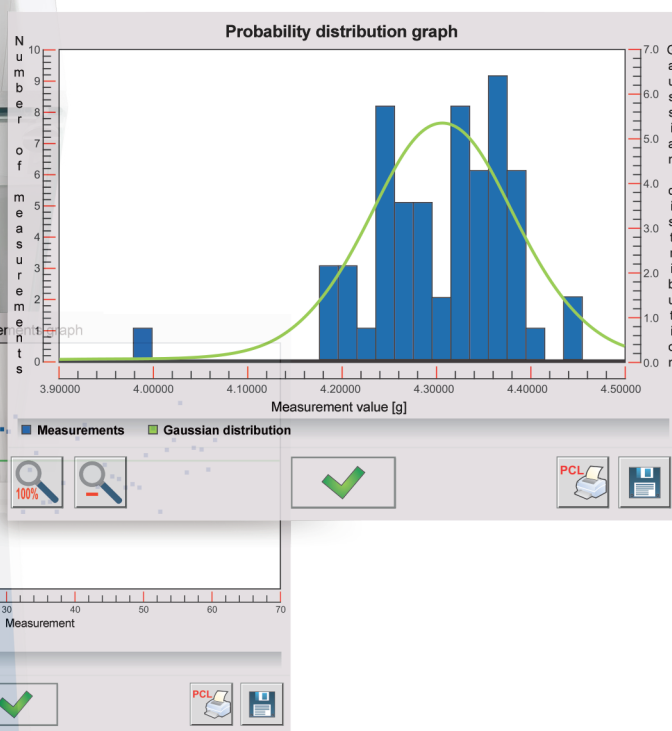 Probability distribution graph
Number of measurements
10
9
8
7
6
5
4
3
2
1
0
7.0
6.0
5.0
4.0
3.0
2.0
1.0
0.0
3.90000 4.00000 4.10000 4.20000 4.30000 4.40000 4.50000
Measurement value [g]
Measurements Gaussian distribution
graph
100%
PCL
30 40 50 60 70
Measurement
PCL